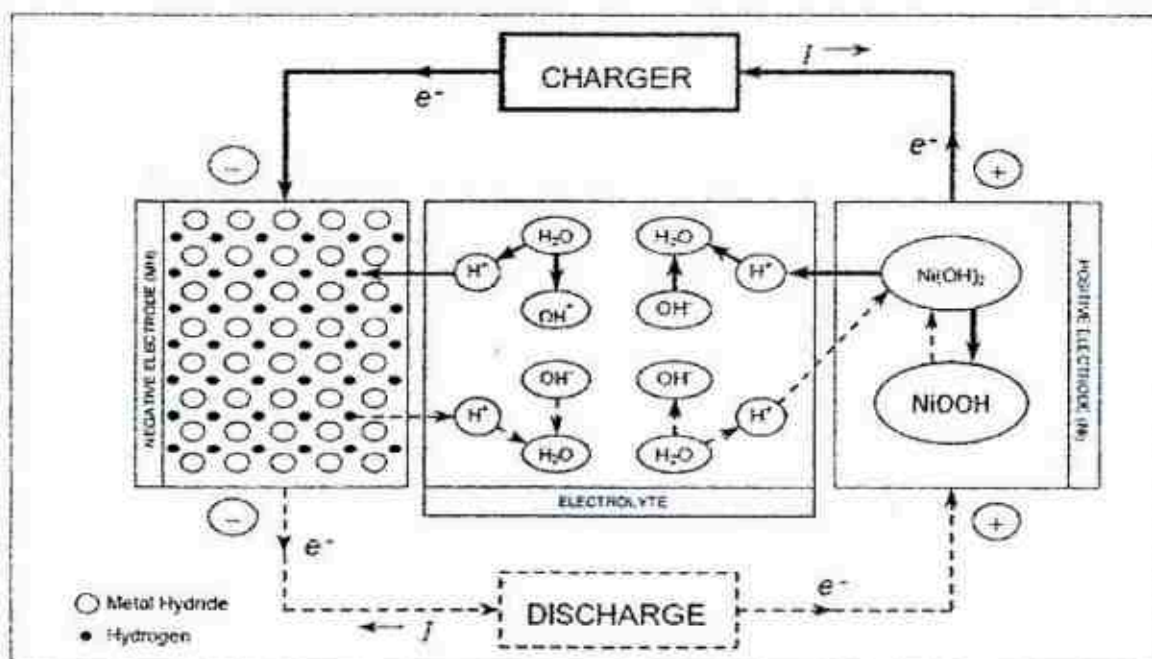 I →
CHARGER
e⁻
e⁻
−
+
NEGATIVE ELECTRODE (MH)
H₂O
H⁺
OH⁺
OH⁻
H⁺
H₂O
H₂O
H⁺
OH⁻
OH⁻
H⁺
H₂O
ELECTROLYTE
Ni(OH)₂
NiOOH
POSITIVE ELECTRODE (Ni)
−
+
e⁻
e⁻
DISCHARGE
← I
Metal Hydride
Hydrogen